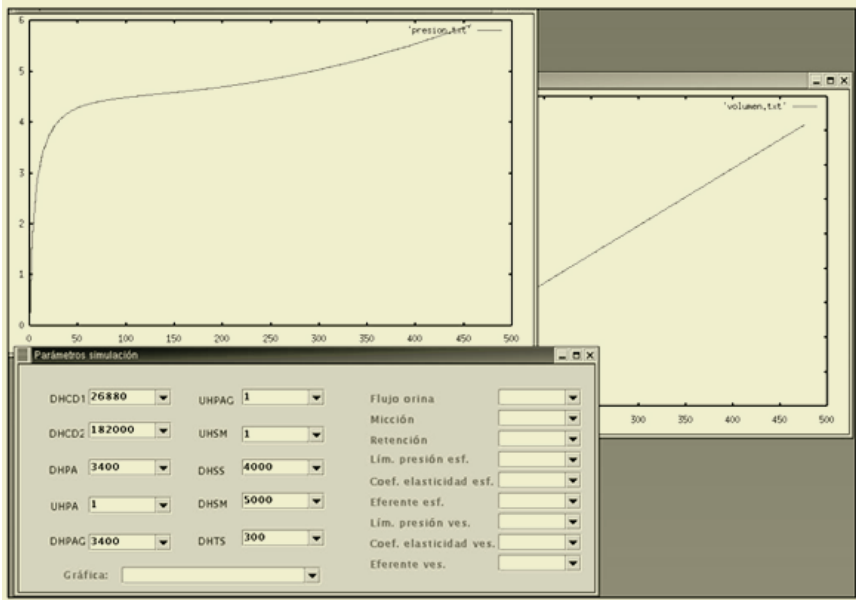 6
'presion.txt'
5
4
3
2
1
0
0 50 100 150 200 250 300 350 400 450 500
'volumen.txt'
300 350 400 450 500
Parámetros simulación
DHCD1 26880
UHPAG 1
Flujo orina
Micción
DHCD2 182000
UHSM 1
Retención
DHPA 3400
DHSS 4000
Lím. presión esf.
Coef. elasticidad esf.
UHPA 1
DHSM 5000
Eferente esf.
Lím. presión ves.
DHPAG 3400
DHTS 300
Coef. elasticidad ves.
Eferente ves.
Gráfica: